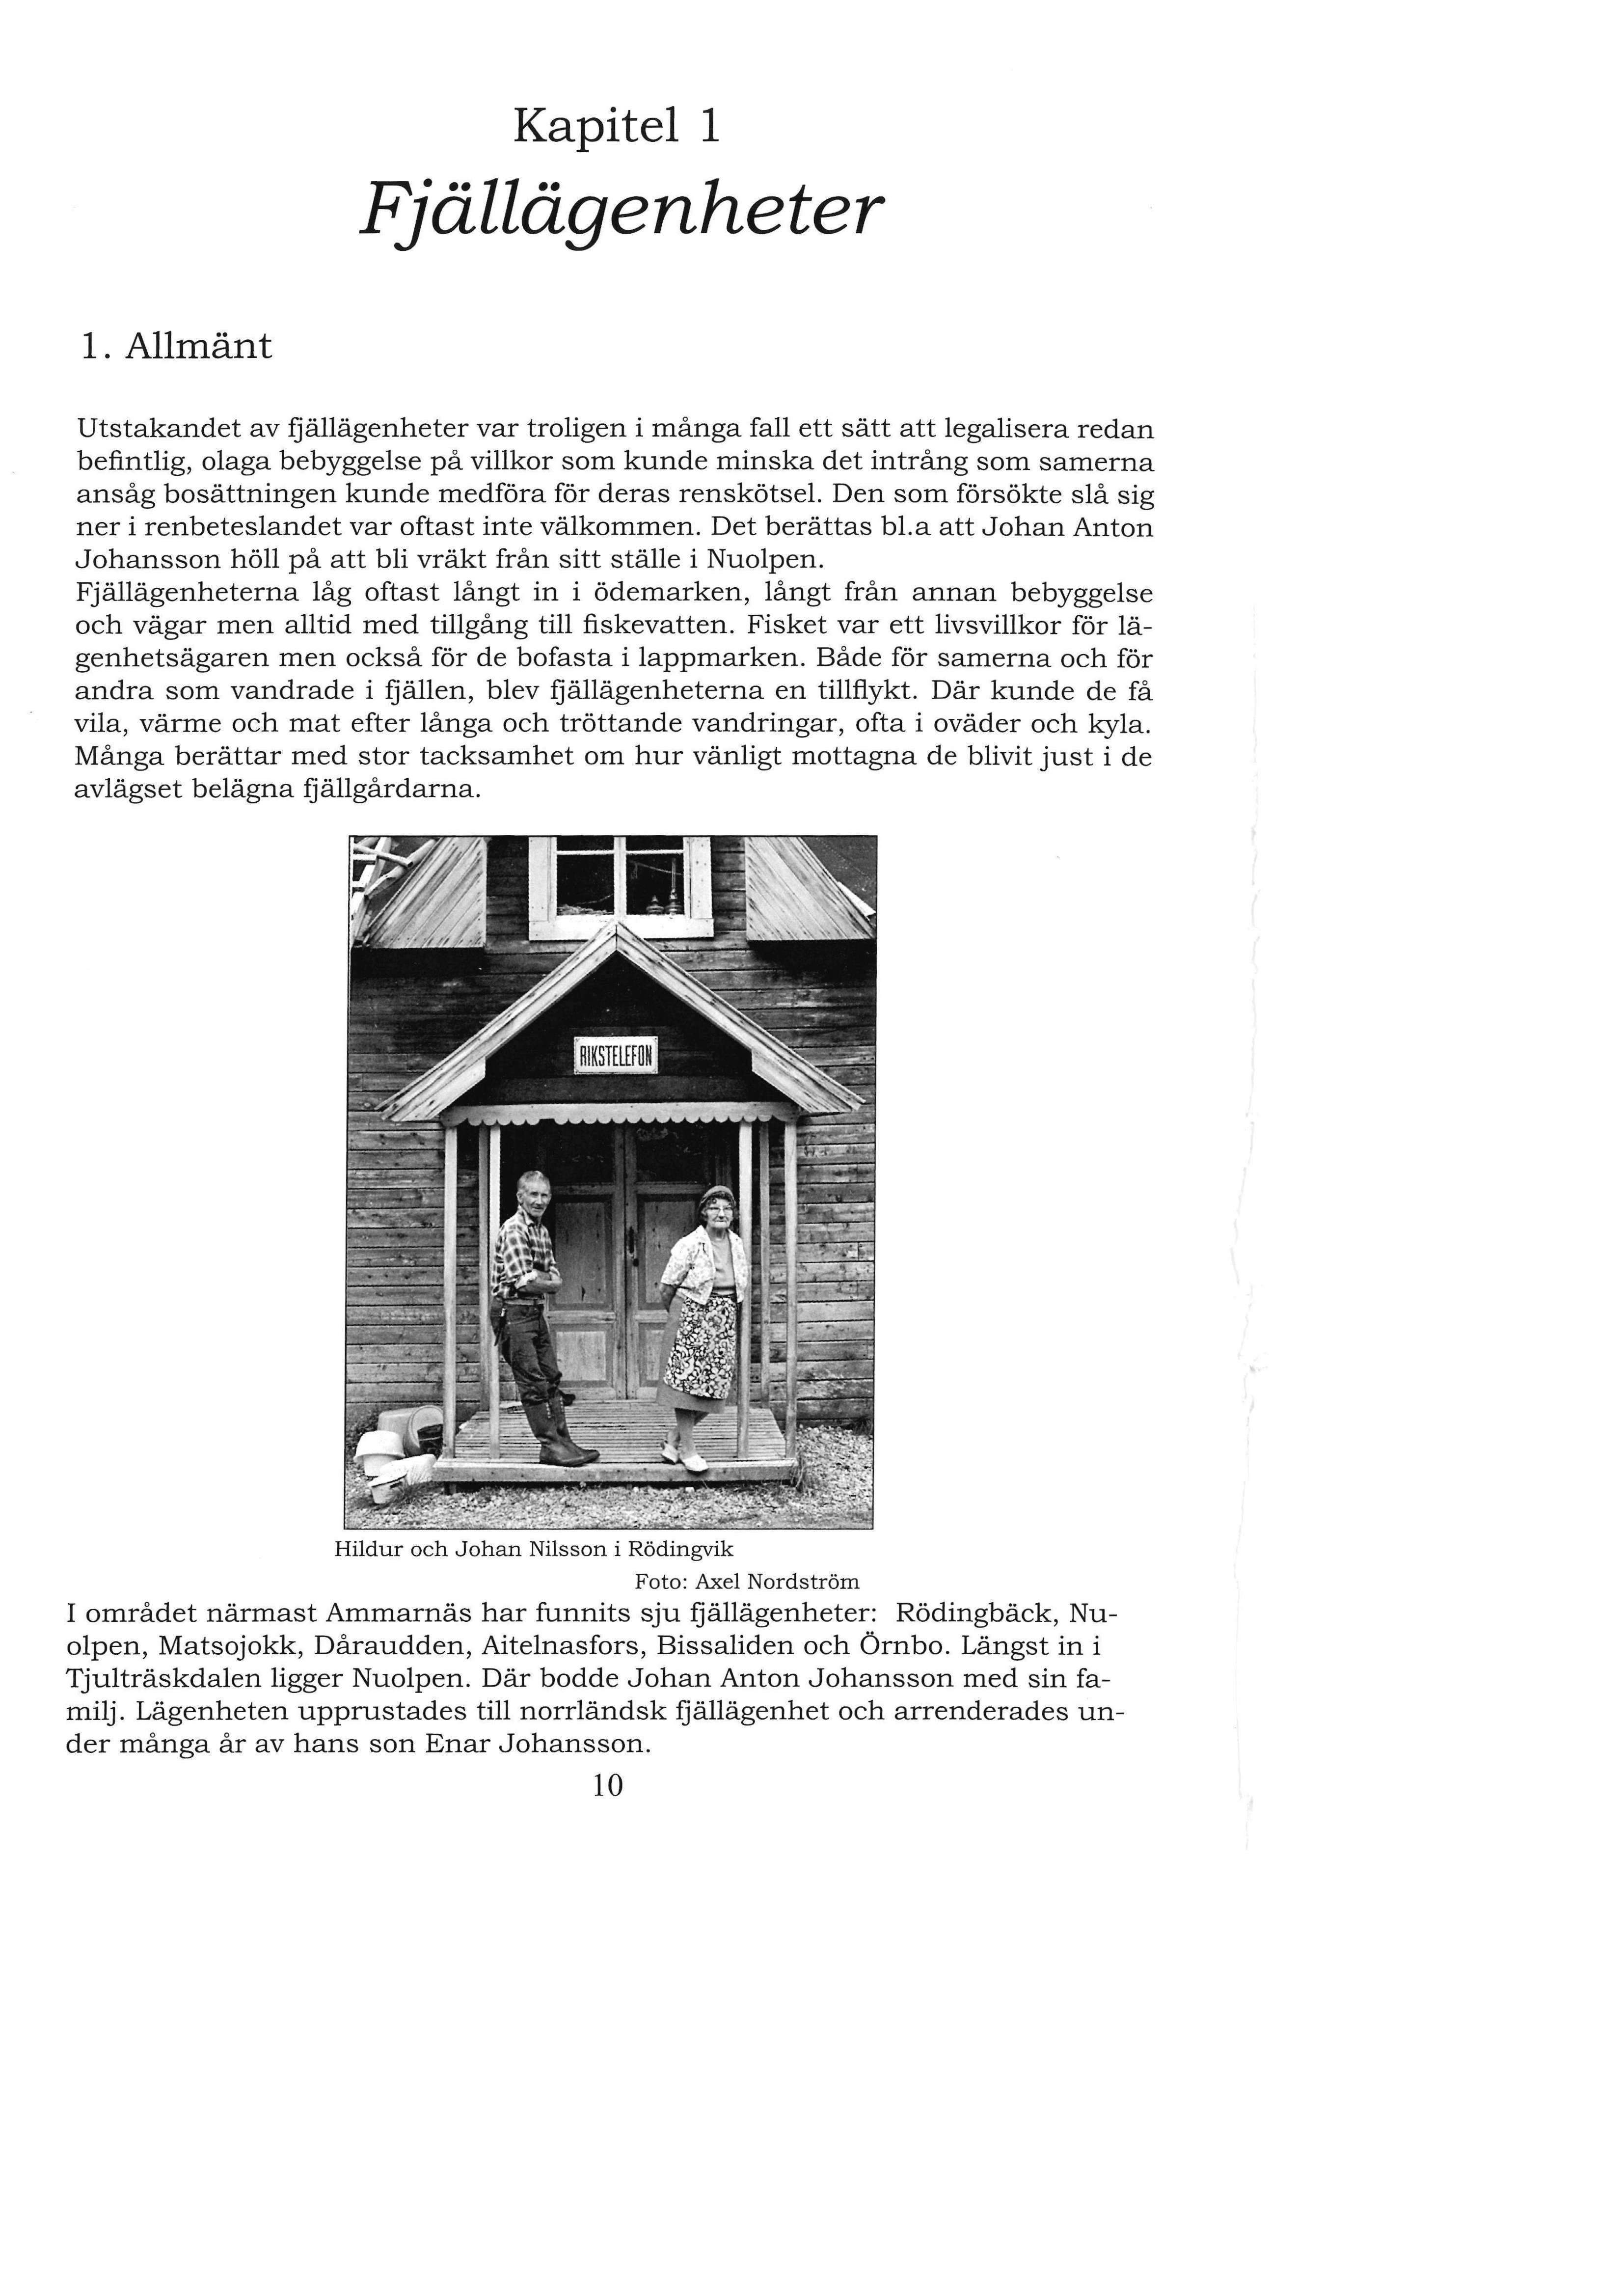 Kapitel 1
Fjällägenheter
1. Allmänt
Utstakandet av fjällägenheter var troligen i många fall ett sätt att legalisera redan
befintlig, olaga bebyggelse på villkor som kunde minska det intrång som samerna
ansåg bosättningen kunde medföra för deras renskötsel. Den som försökte slå sig
ner i renbeteslandet var oftast inte välkommen. Det berättas bl.a att Johan Anton
Johansson höll på att bli vräkt från sitt ställe i Nuolpen.
Fjällägenheterna låg oftast långt in i ödemarken, långt från annan bebyggelse
och vägar men alltid med tillgång till fiskevatten. Fisket var ett livsvillkor för lä-
genhetsägaren men också för de bofasta i lappmarken. Både för samerna och för
andra som vandrade i fjällen, blev fjällägenheterna en tillflykt. Där kunde de få
vila, värme och mat efter långa och tröttande vandringar, ofta i oväder och kyla.
Många berättar med stor tacksamhet om hur vänligt mottagna de blivit just i de
avlägset belägna fjällgårdarna.
RIKSTELEFON
Hildur och Johan Nilsson i Rödingvik
Foto: Axel Nordström
I området närmast Ammarnäs har funnits sju fjällägenheter: Rödingbäck, Nu-
olpen, Matsojokk, Dåraudden, Aitelnasfors, Bissaliden och Örnbo. Längst in i
Tjulträskdalen ligger Nuolpen. Där bodde Johan Anton Johansson med sin fa-
milj. Lägenheten upprustades till norrländsk fjällägenhet och arrenderades un-
der många år av hans son Enar Johansson.
10